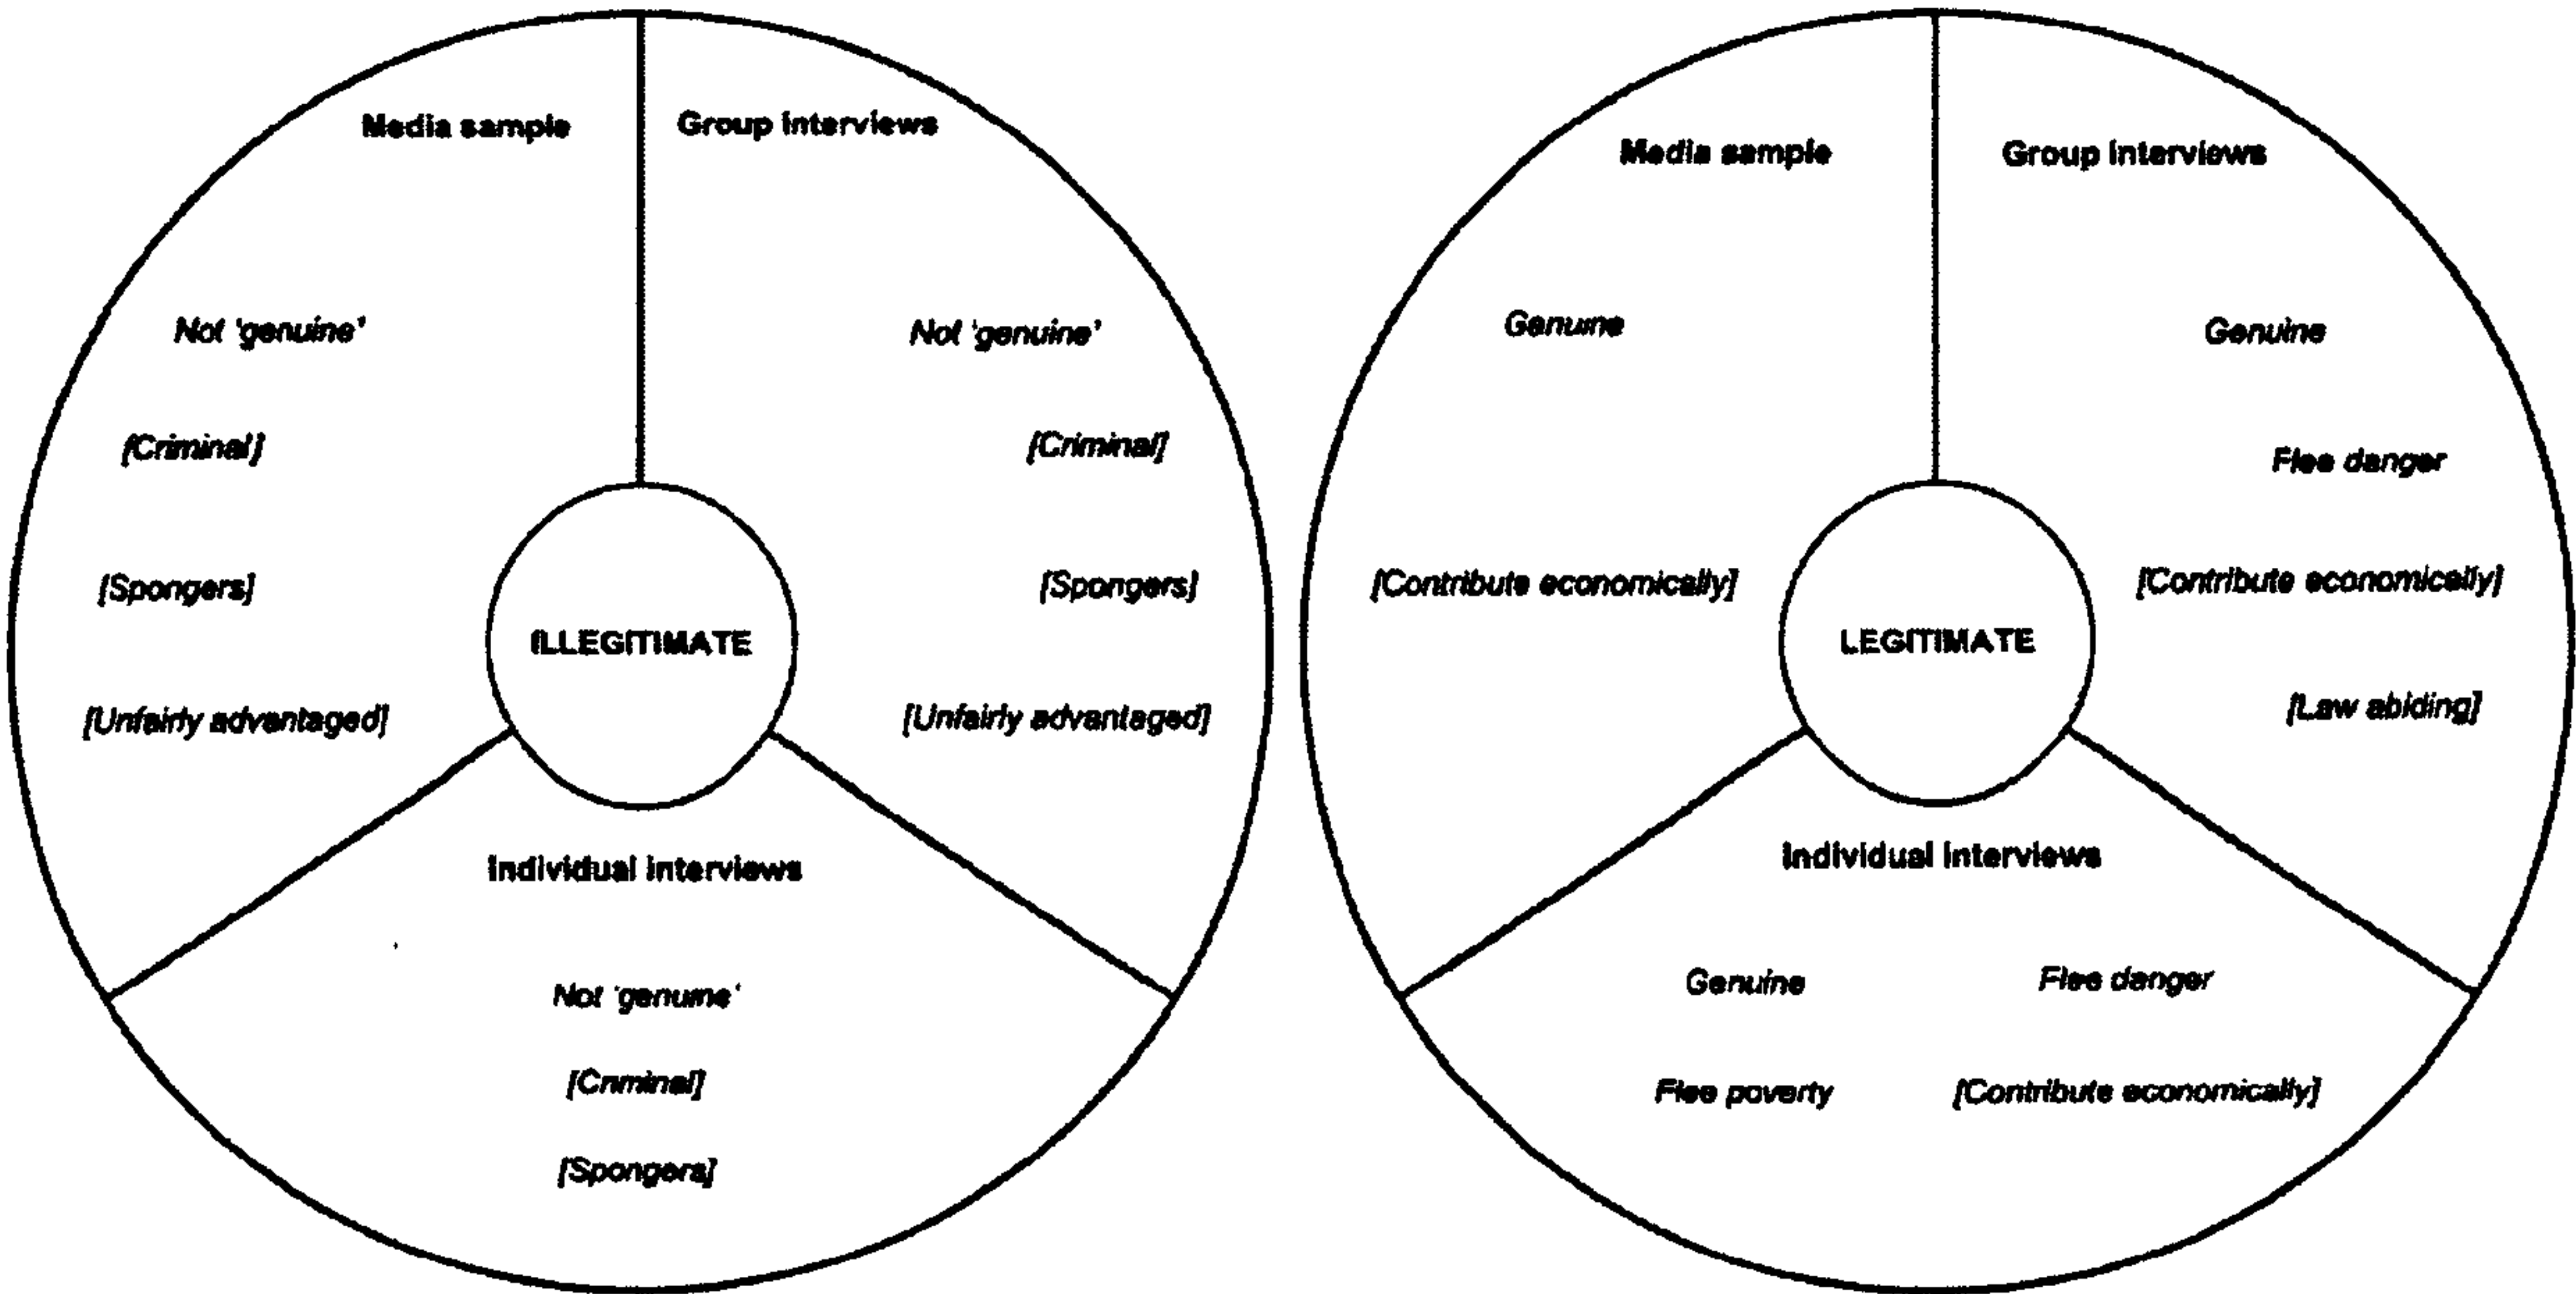 Media sample
Group interviews
Not 'genuine'
Not 'genuine'
[Criminal]
[Criminal]
[Spongers]
[Spongers]
ILLEGITIMATE
[Unfairly advantaged]
[Unfairly advantaged]
Individual interviews
Not 'genuine'
[Criminal]
[Spongers]
Media sample
Group interviews
Genuine
Genuine
Flee danger
[Contribute economically]
[Contribute economically]
LEGITIMATE
[Law abiding]
Individual interviews
Genuine
Flee danger
Flee poverty
[Contribute economically]